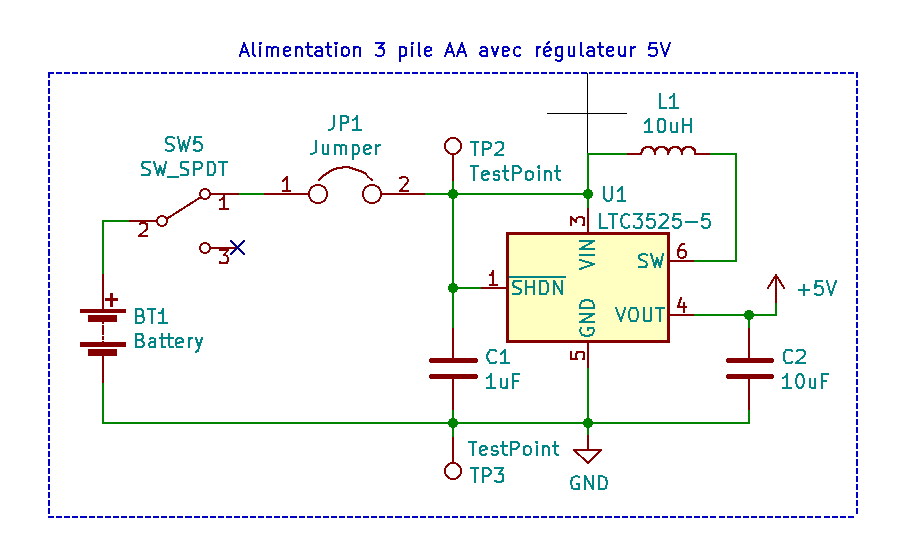 Alimentation 3 pile AA avec régulateur 5V
L1
10uH
JP1
Jumper
SW5
SW_SPDT
TP2
TestPoint
1
2
1
2
3
U1
LTC3525-5
3
VIN
SW
6
1
SHDN
GND
VOUT
4
+5V
5
+
BT1
Battery
C1
1uF
C2
10uF
TestPoint
TP3
GND